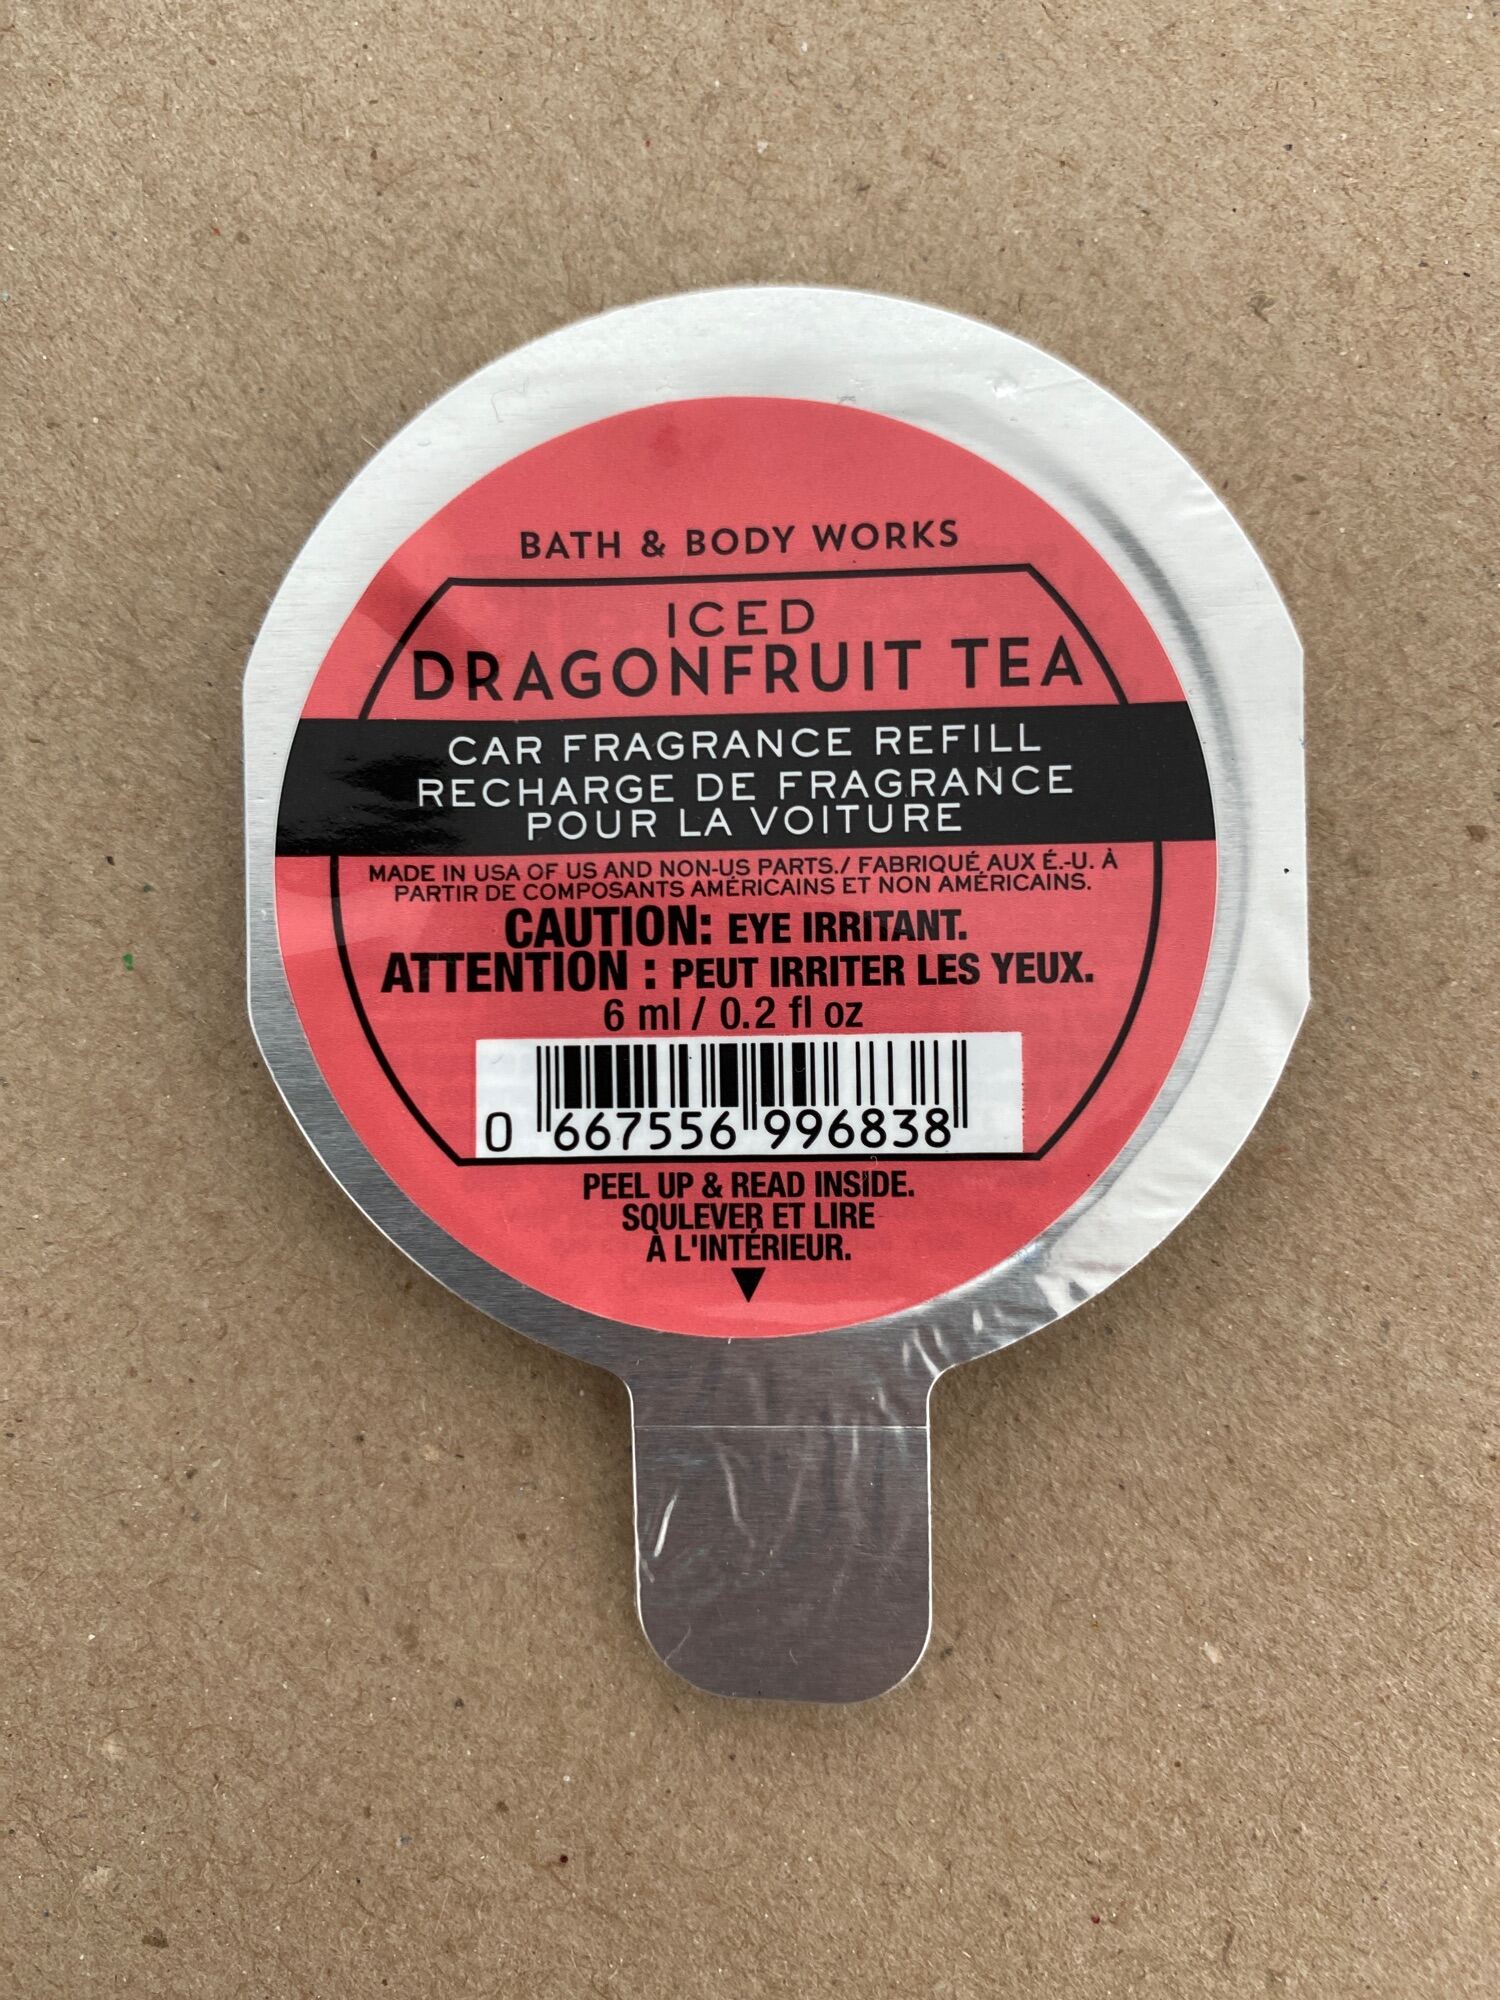 BATH & BODY WORKS
ICED
DRAGONFRUIT TEA
CAR FRAGRANCE REFILL
RECHARGE DE FRAGRANCE
POUR LA VOITURE
MADE IN USA OF US AND NON-US PARTS./ FABRIQUÉ AUX É.-U. À
PARTIR DE COMPOSANTS AMÉRICAINS ET NON AMÉRICAINS.
CAUTION: EYE IRRITANT.
ATTENTION : PEUT IRRITER LES YEUX.
6 ml / 0.2 fl oz
0 667556 996838
PEEL UP & READ INSIDE.
SQULEVER ET LIRE
À L'INTÉRIEUR.